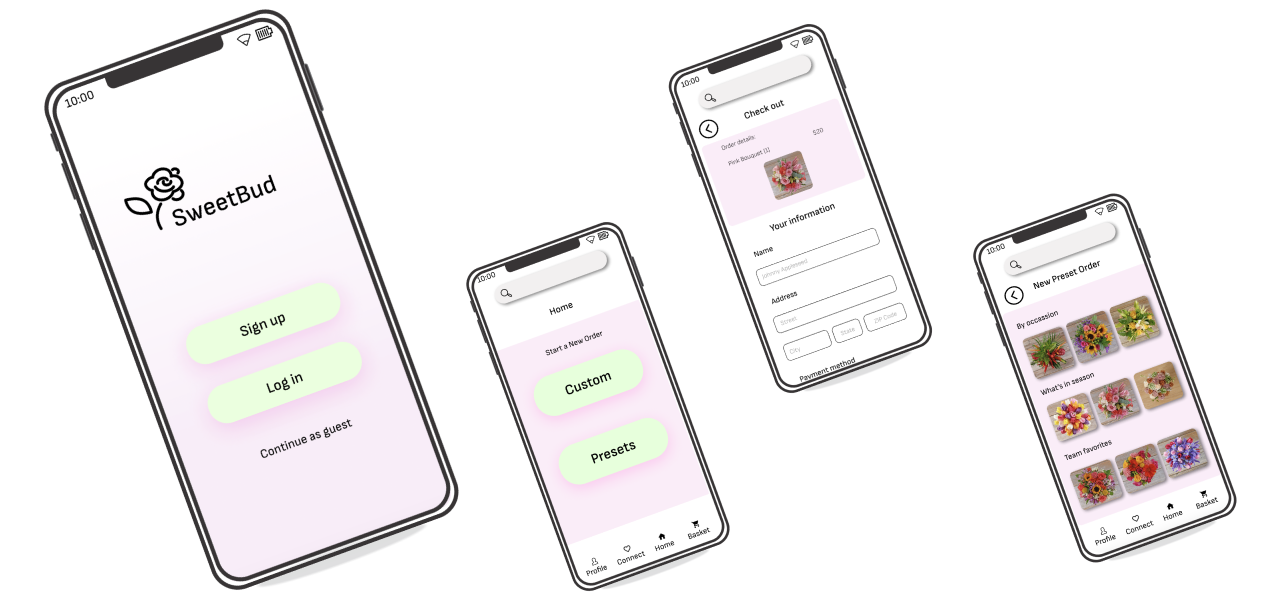 10:00
SweetBud
Sign up
Log in
Continue as guest
10:00
Home
Start a New Order
Custom
Presets
Profile
Connect
Home
Basket
10:00
Check out
Order details:
$20
Pink Bouquet [1]
Your information
Name
Johnny Appleseed
Address
Street
City
State
ZIP Code
Payment method
10:00
New Preset Order
By occassion
What's in season
Team favorites
Profile
Connect
Home
Basket